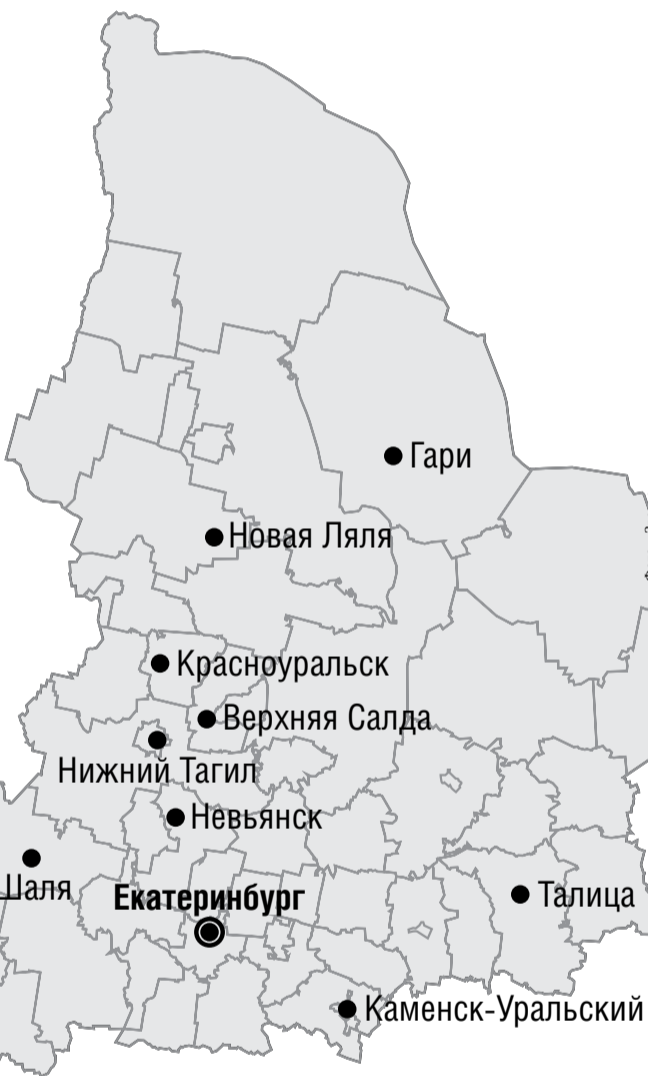 Гари
Новая Ляля
Красноуральск
Верхняя Салда
Нижний Тагил
Невьянск
Шаля
Екатеринбург
Талица
Каменск-Уральский